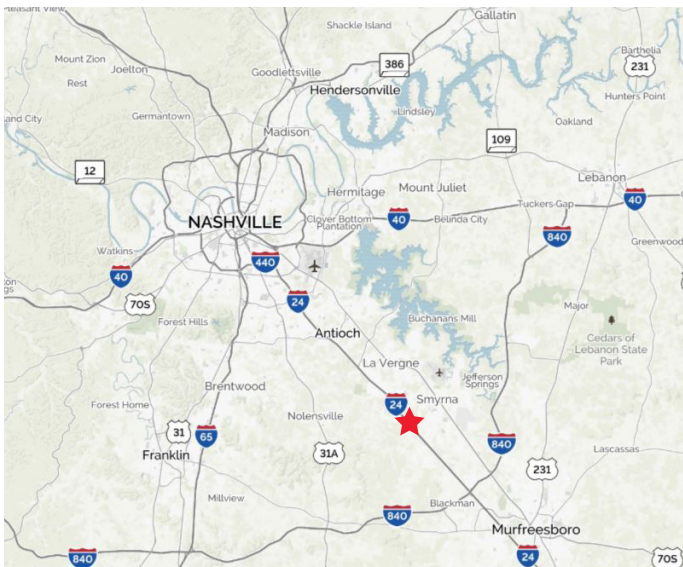 Pleasant View
Shackle Island
Gallatin
Mount Zion
Joelton
Rest
Goodlettsville
386
Barthelia
231
Hendersonville
Hunters Point
Germantown
Lindsley
Oakland
Madison
109
12
Lebanon
Hermitage
Mount Juliet
Tuckers Gap
40
NASHVILLE
Clover Bottom
Plantation
40
Belinda City
840
Greenwood
Watkins
40
440
70S
24
Major
Forest Hills
Antioch
Buchanans Mill
Cedars of
Lebanon State
Park
La Vergne
Jefferson
Springs
Brentwood
Smyrna
24
Forest Home
Nolensville
31
65
840
Franklin
31A
Lascassas
231
Millview
Blackman
840
Murfreesboro
840
24
70S